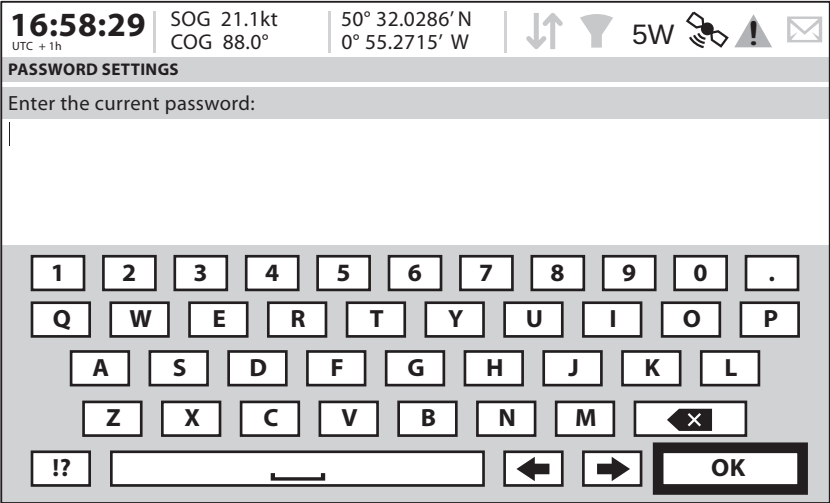 16:58:29 SOG 21.1kt 50° 32.0286′ N 5W
UTC + 1h COG 88.0° 0° 55.2715′ W
PASSWORD SETTINGS
Enter the current password:
1 2 3 4 5 6 7 8 9 0 .
Q W E R T Y U I O P
A S D F G H J K L
Z X C V B N M
!? OK